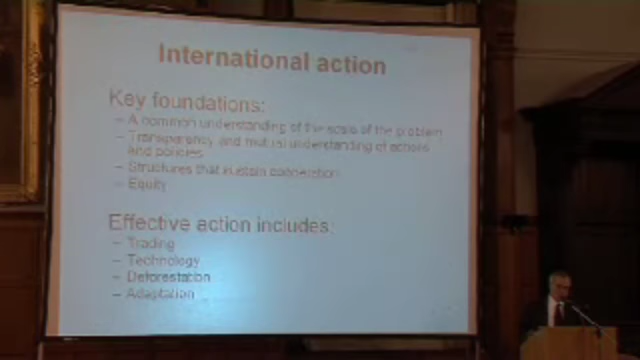 International action
Key foundations:
– A common understanding of the scale of the problem
– Transparency and mutual understanding of actions
and policies
– Structures that sustain cooperation
– Equity
Effective action includes:
– Trading
– Technology
– Deforestation
– Adaptation